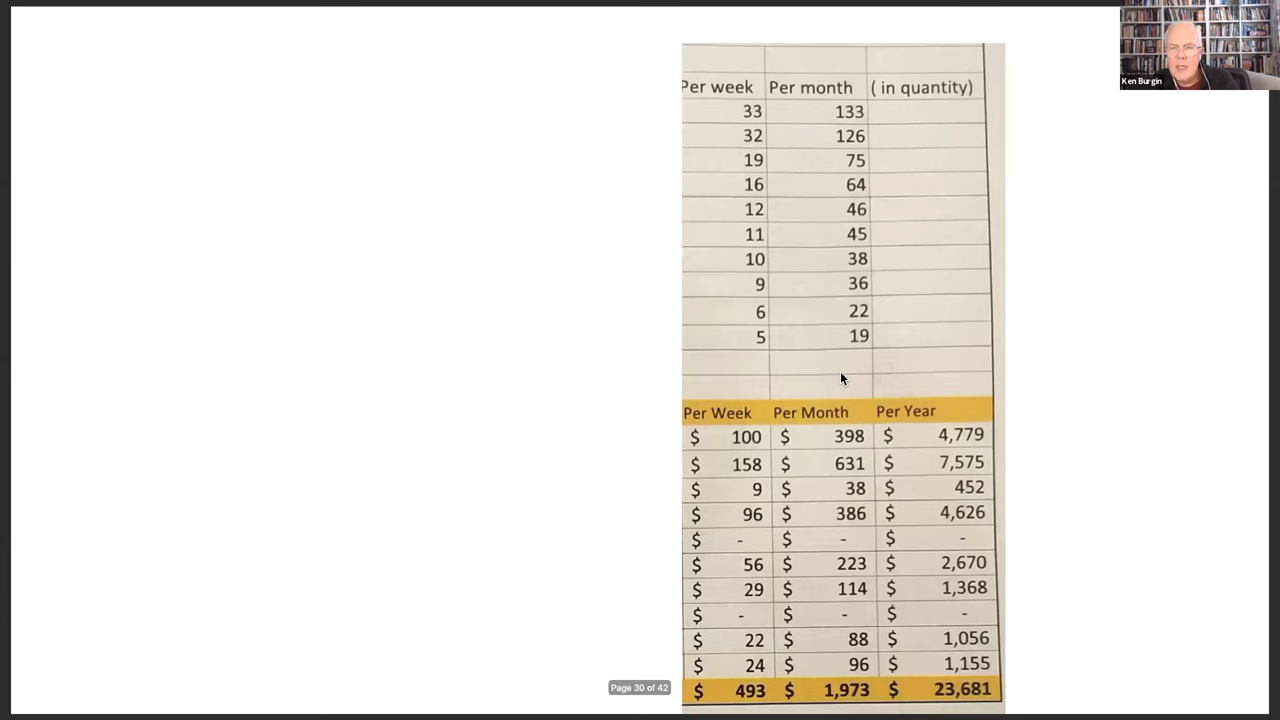 Ken Burgin
Per week Per month ( in quantity)
33 133
32 126
19 75
16 64
12 46
11 45
10 38
9 36
6 22
5 19
Per Week Per Month Per Year
$ 100 $ 398 $ 4,779
$ 158 $ 631 $ 7,575
$ 9 $ 38 $ 452
$ 96 $ 386 $ 4,626
$ - $ - $ -
$ 56 $ 223 $ 2,670
$ 29 $ 114 $ 1,368
$ - $ - $ -
$ 22 $ 88 $ 1,056
$ 24 $ 96 $ 1,155
$ 493 $ 1,973 $ 23,681
Page 30 of 42